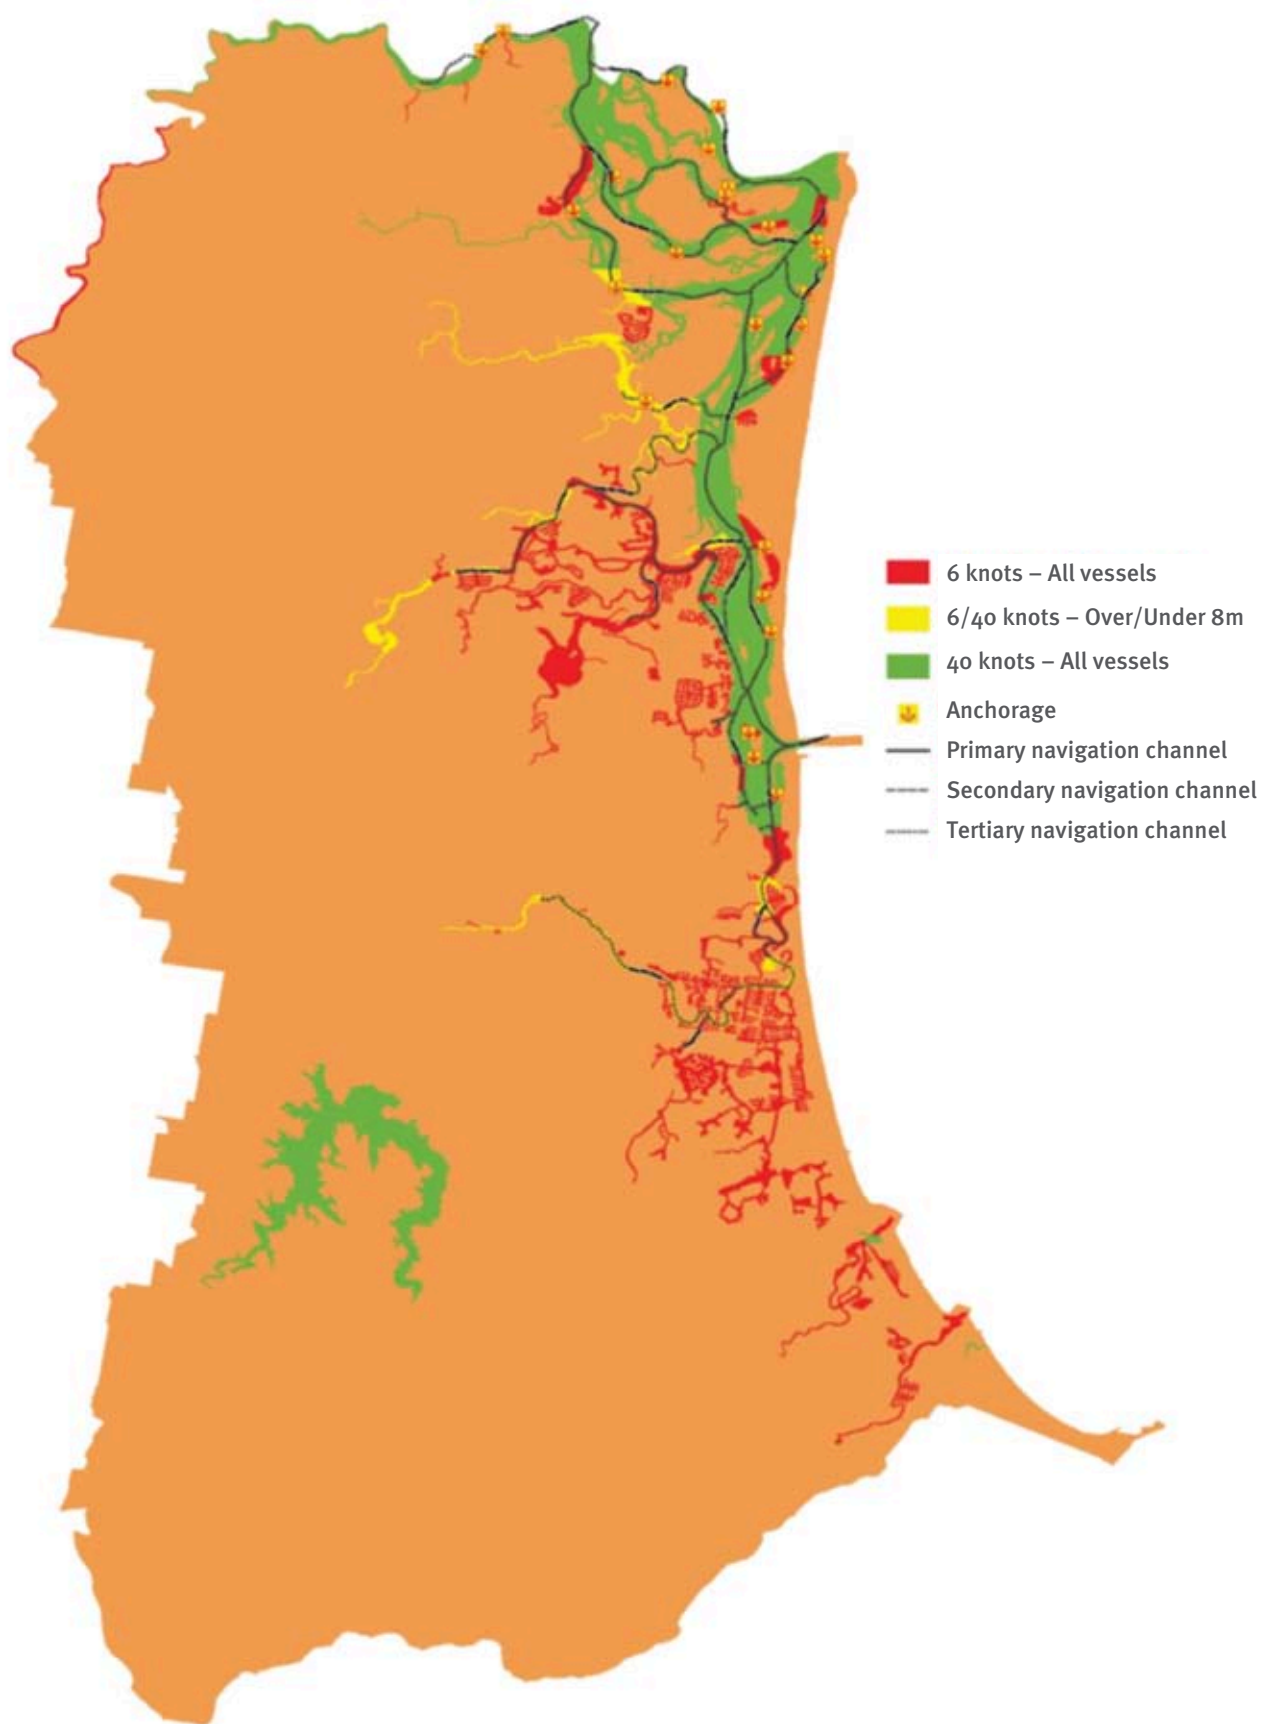 6 knots – All vessels
6/40 knots – Over/Under 8m
40 knots – All vessels
Anchorage
Primary navigation channel
Secondary navigation channel
Tertiary navigation channel